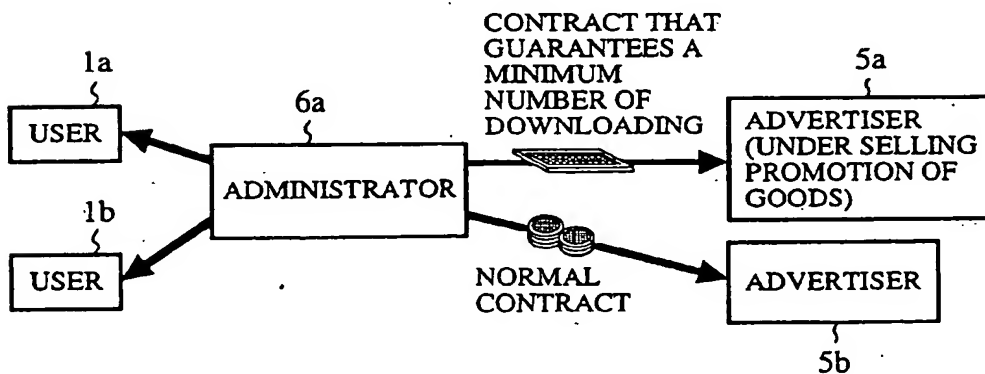 1a
USER
1b
USER
6a
ADMINISTRATOR
CONTRACT THAT
GUARANTEES A
MINIMUM
NUMBER OF
DOWNLOADING
5a
ADVERTISER
(UNDER SELLING
PROMOTION OF
GOODS)
NORMAL
CONTRACT
ADVERTISER
5b